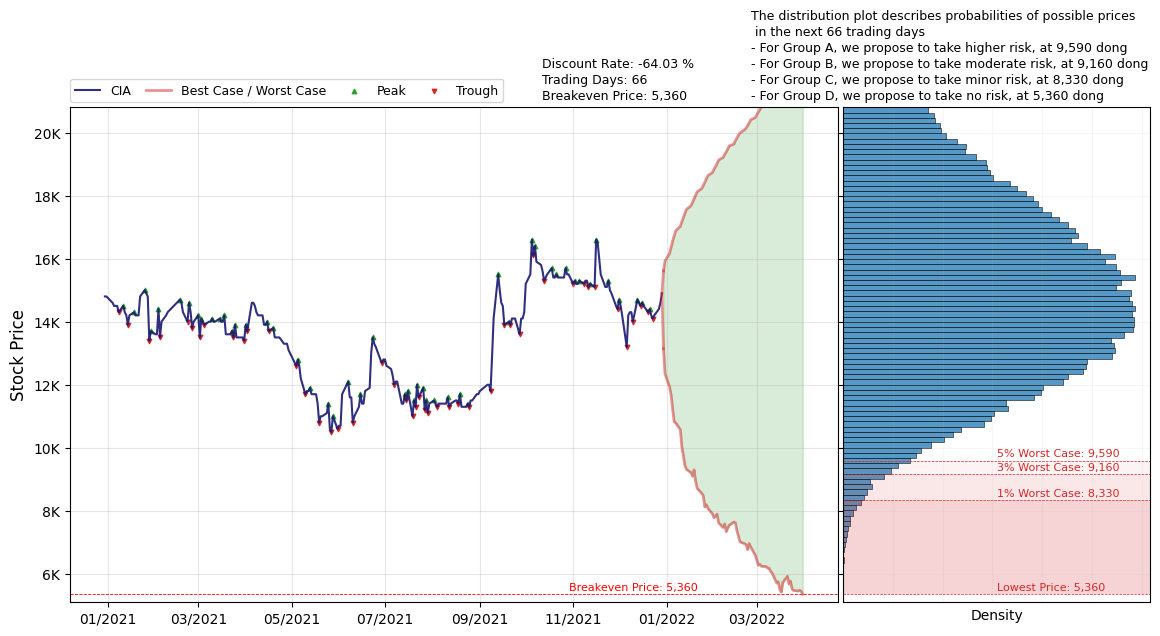 The distribution plot describes probabilities of possible prices
in the next 66 trading days
- For Group A, we propose to take higher risk, at 9,590 dong
- For Group B, we propose to take moderate risk, at 9,160 dong
- For Group C, we propose to take minor risk, at 8,330 dong
- For Group D, we propose to take no risk, at 5,360 dong
Discount Rate: -64.03 %
Trading Days: 66
Breakeven Price: 5,360
CIA
Best Case / Worst Case
Peak
Trough
Stock Price
20K
18K
16K
14K
12K
10K
8K
6K
5% Worst Case: 9,590
3% Worst Case: 9,160
1% Worst Case: 8,330
Lowest Price: 5,360
Breakeven Price: 5,360
01/2021
03/2021
05/2021
07/2021
09/2021
11/2021
01/2022
03/2022
Density